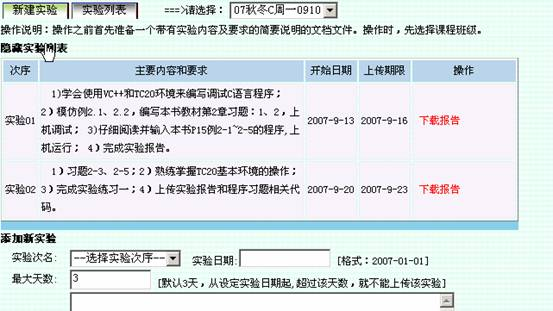 新建实验 实验列表 ===>请选择： 07秋冬C周一0910
操作说明：操作之前首先准备一个带有实验内容及要求的简要说明的文档文件。操作时，先选择课程班级。
隐藏实验列表
次序 主要内容和要求 开始日期 上传期限 操作
1)学会使用VC++和TC20环境来编写调试C语言程序；
2）模仿例2.1、2.2，编写本书教材第2章习题：1、2，上
实验01 2007-9-13 2007-9-16 下载报告
机调试； 3)仔细阅读并输入本书P15例2-1~2-5的程序,上
机运行； 4）完成实验报告。
1）习题2-3、2-5；2）熟练掌握TC20基本环境的操作；
实验02 3)完成实验练习一；4）上传实验报告和程序习题相关代 2007-9-20 2007-9-23 下载报告
码。
添加新实验
实验次名: --选择实验次序-- 实验日期: [格式：2007-01-01]
最大天数: 3 [默认3天，从设定实验日期起,超过该天数，就不能上传该实验]